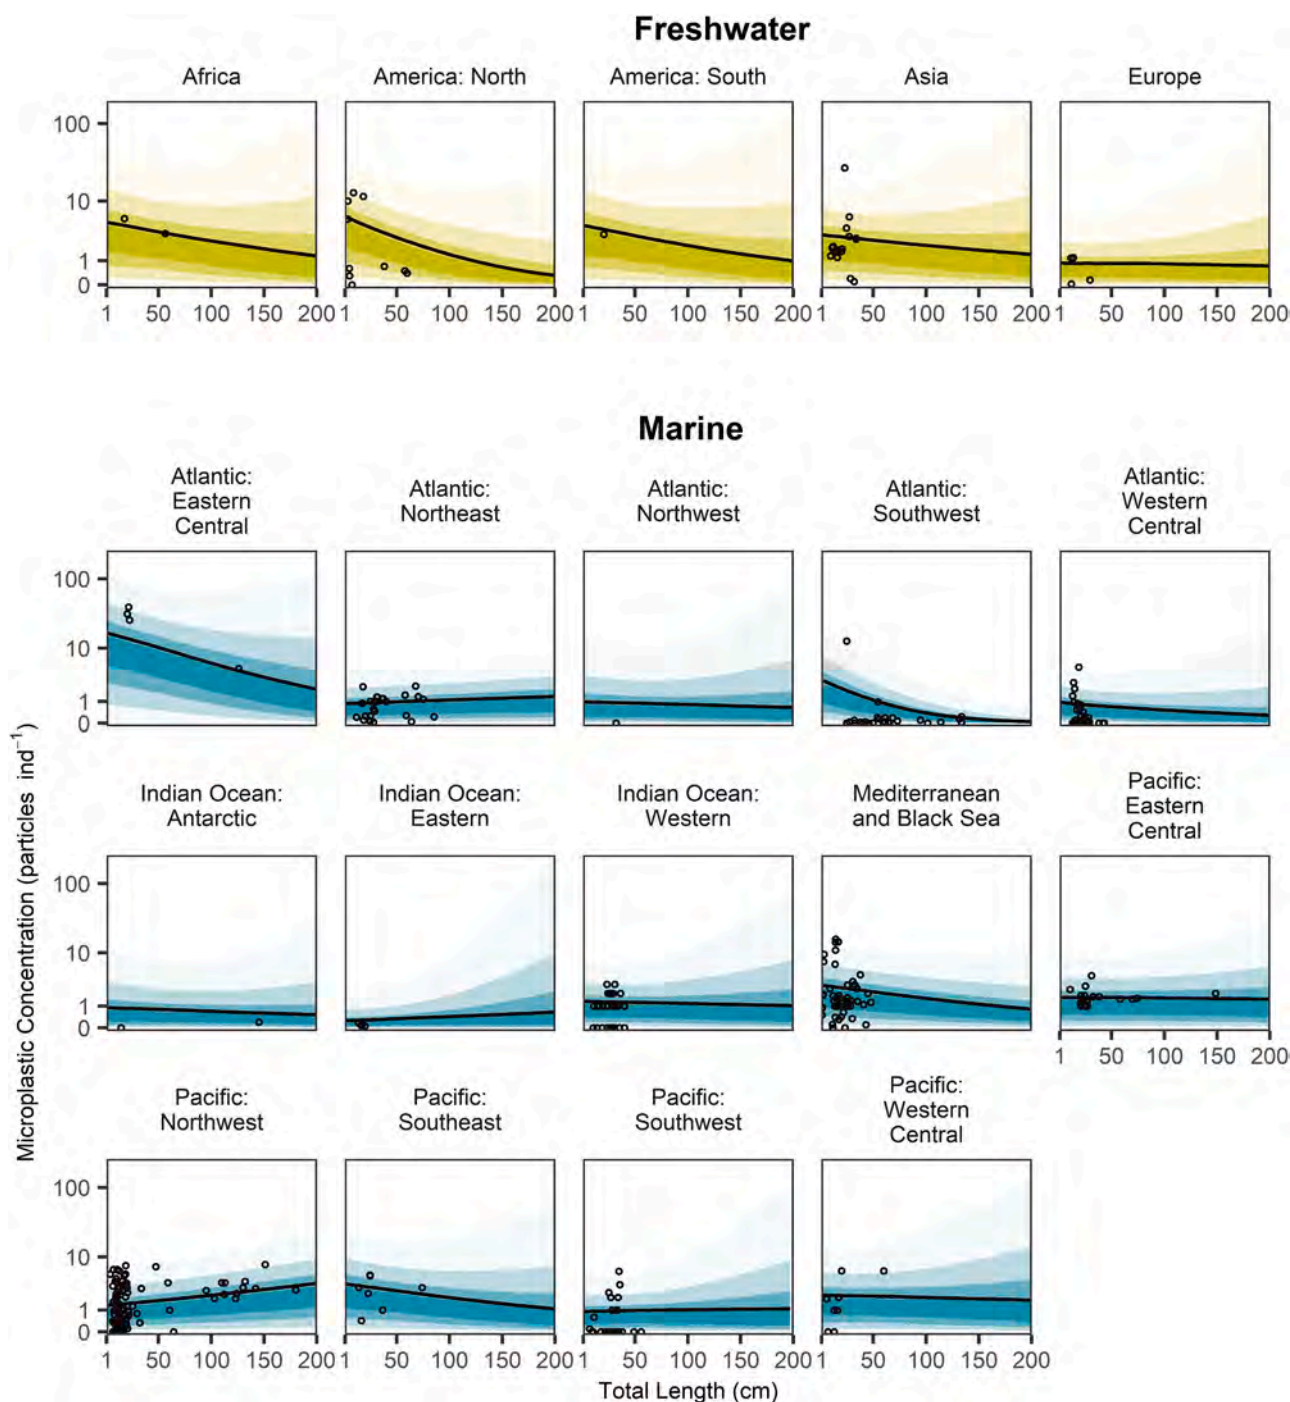 Freshwater
Africa
America: North
America: South
Asia
Europe
100
10
1
0
1 50 100 150 200
1 50 100 150 200
1 50 100 150 200
1 50 100 150 200
1 50 100 150 200
Marine
Atlantic:
Eastern
Central
Atlantic:
Northeast
Atlantic:
Northwest
Atlantic:
Southwest
Atlantic:
Western
Central
100
10
1
0
Indian Ocean:
Antarctic
Indian Ocean:
Eastern
Indian Ocean:
Western
Mediterranean
and Black Sea
Pacific:
Eastern
Central
100
10
1
0
1 50 100 150 200
Pacific:
Northwest
Pacific:
Southeast
Pacific:
Southwest
Pacific:
Western
Central
100
10
1
0
1 50 100 150 200
1 50 100 150 200
1 50 100 150 200
1 50 100 150 200
Total Length (cm)
Microplastic Concentration (particles ind⁻¹)